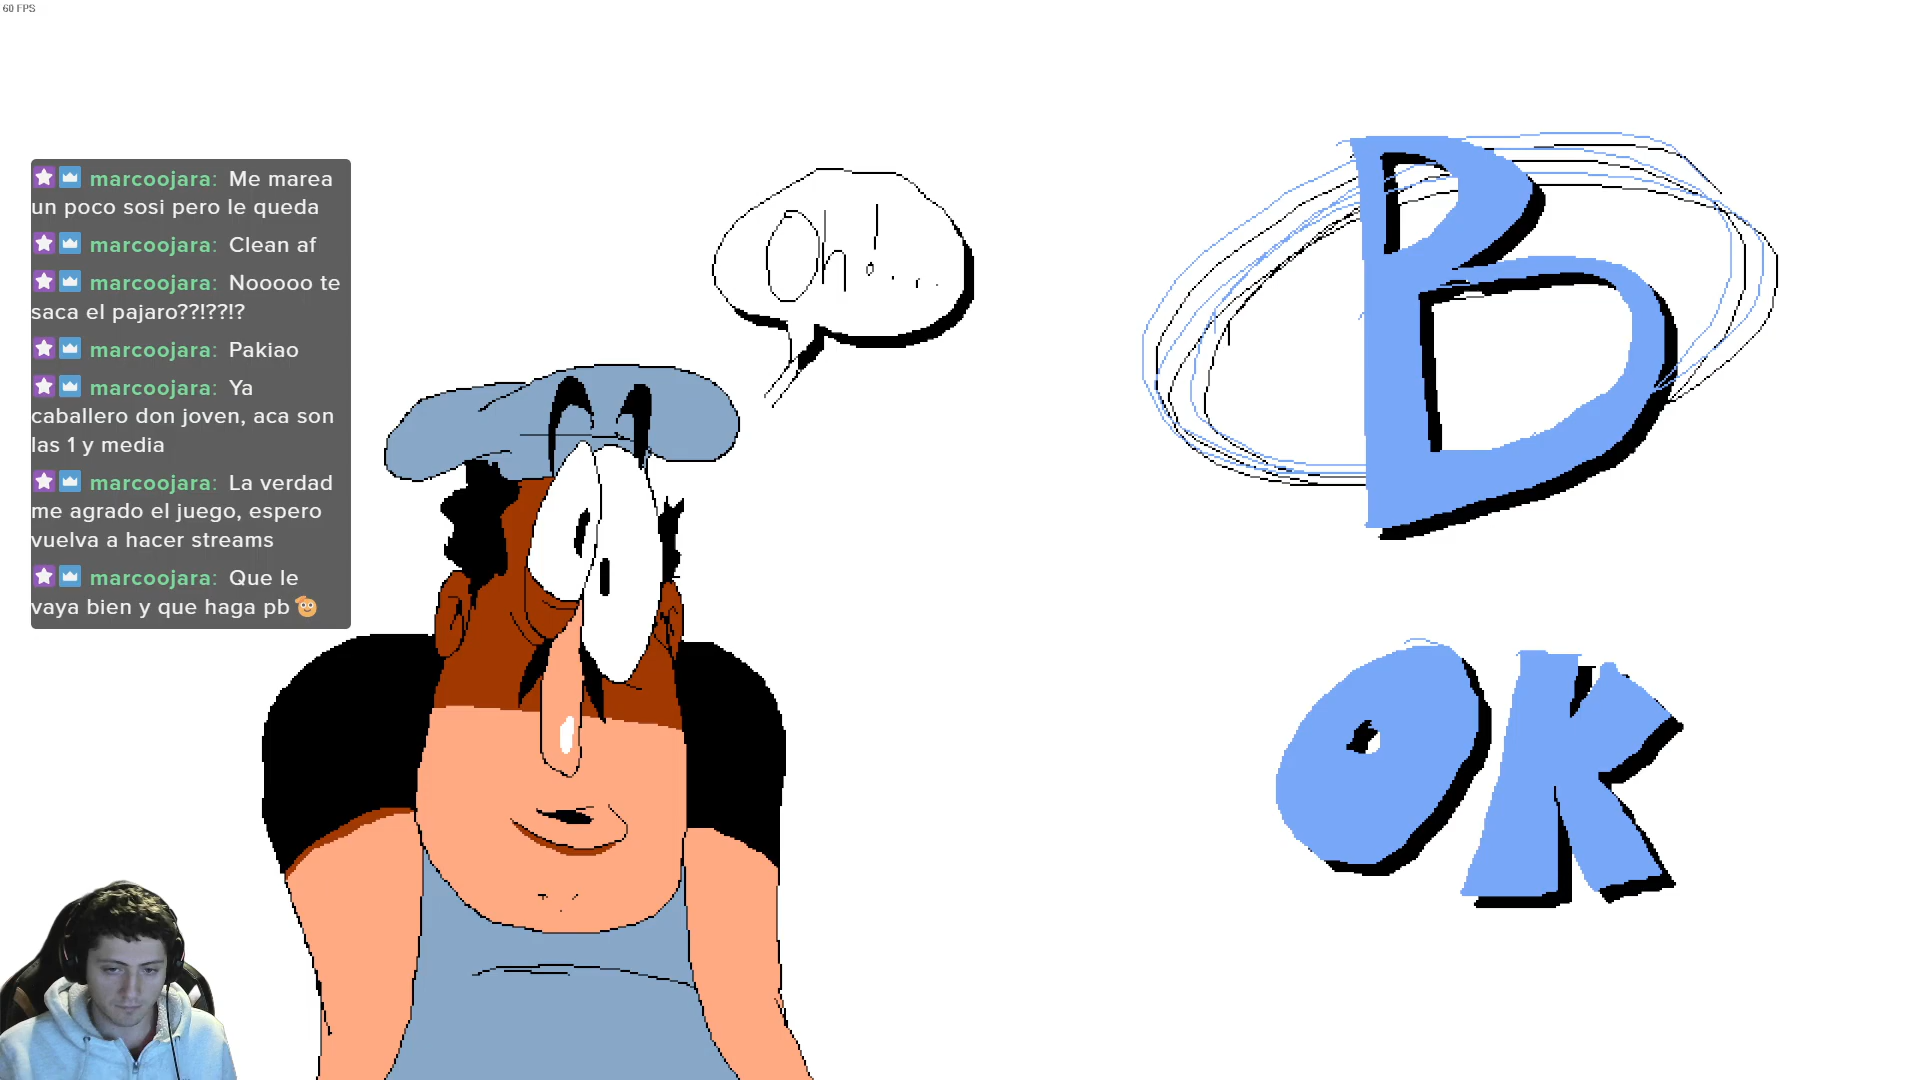 60 FPS
marcoojara: Me marea
un poco sosi pero le queda
marcoojara: Clean af
marcoojara: Nooooo te
saca el pajaro??!??!?
marcoojara: Pakiao
marcoojara: Ya
caballero don joven, aca son
las 1 y media
marcoojara: La verdad
me agrado el juego, espero
vuelva a hacer streams
marcoojara: Que le
vaya bien y que haga pb
Oh!...
B
OK